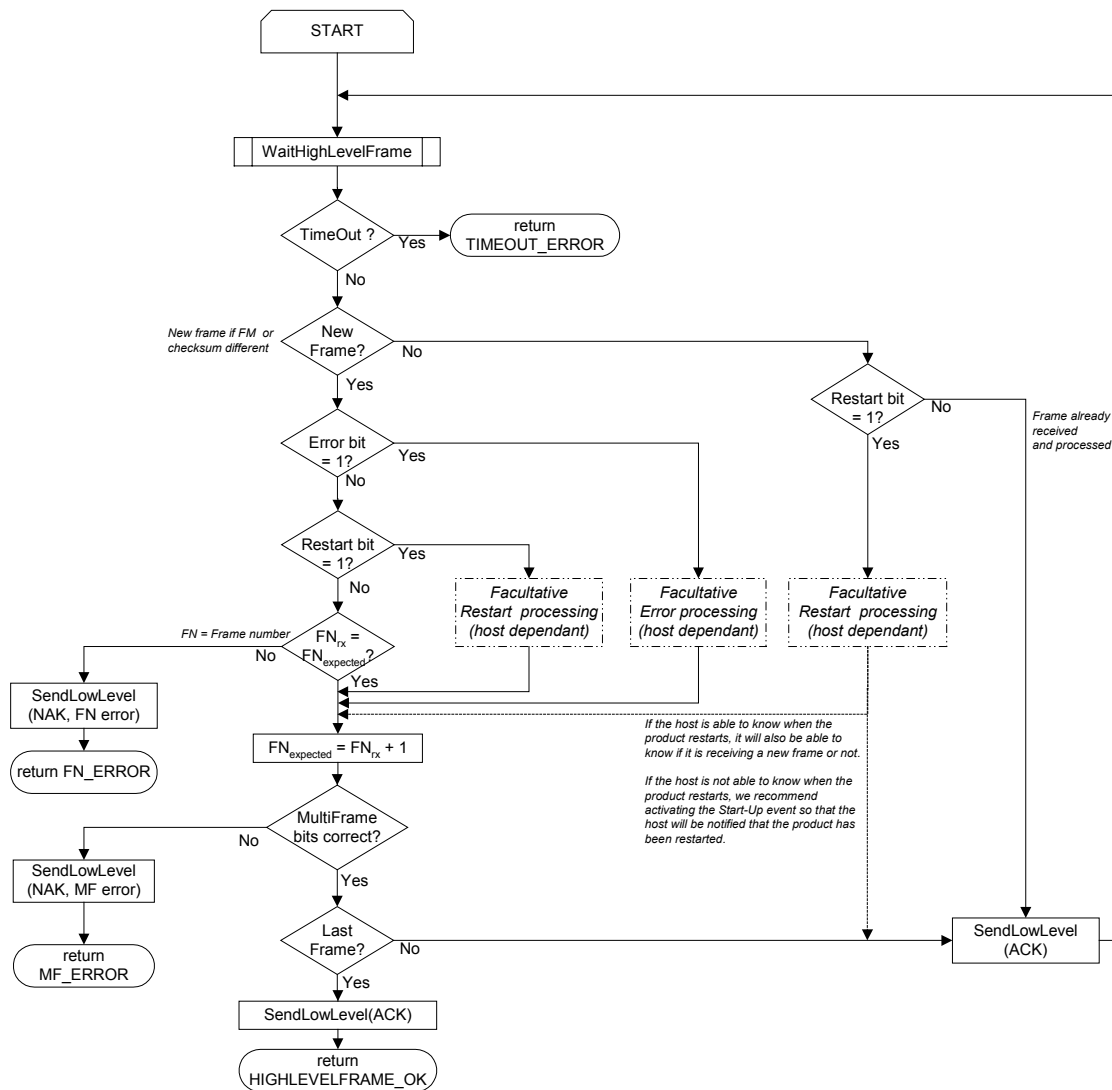 START
WaitHighLevelFrame
TimeOut ?
Yes
return
TIMEOUT_ERROR
No
New frame if FM or
checksum different
New
Frame?
No
Yes
Restart bit
= 1?
No
Yes
Frame already
received
and processed
Error bit
= 1?
Yes
No
Restart bit
= 1?
Yes
No
Facultative
Restart processing
(host dependant)
Facultative
Error processing
(host dependant)
Facultative
Restart processing
(host dependant)
FN = Frame number
FNrx =
FNexpected?
No
Yes
SendLowLevel
(NAK, FN error)
return FN_ERROR
FNexpected = FNrx + 1
If the host is able to know when the
product restarts, it will also be able to
know if it is receiving a new frame or not.
If the host is not able to know when the
product restarts, we recommend
activating the Start-Up event so that the
host will be notified that the product has
been restarted.
MultiFrame
bits correct?
No
Yes
SendLowLevel
(NAK, MF error)
return
MF_ERROR
Last
Frame?
No
Yes
SendLowLevel
(ACK)
SendLowLevel(ACK)
return
HIGHLEVELFRAME_OK